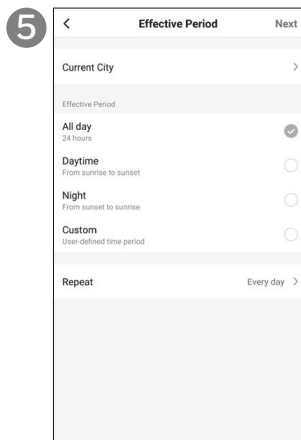 5
Effective Period Next
Current City
Effective Period
All day
24 hours
Daytime
From sunrise to sunset
Night
From sunset to sunrise
Custom
User-defined time period
Repeat Every day